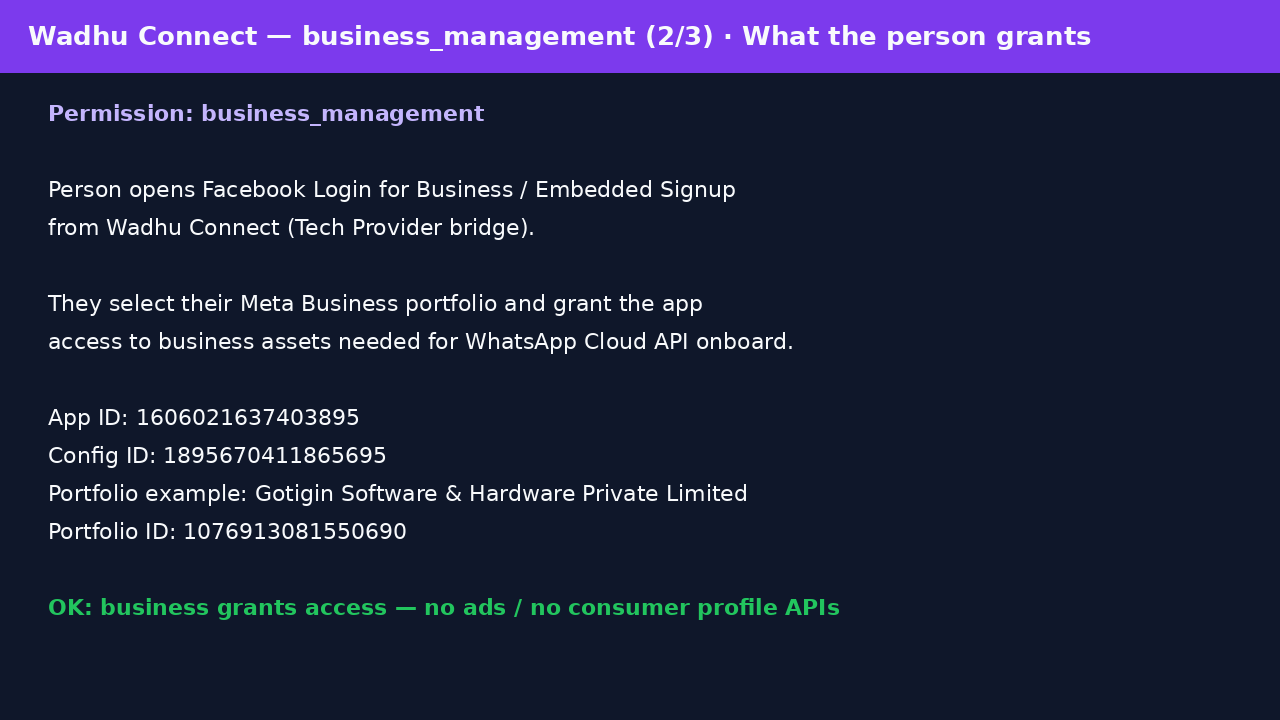 Wadhu Connect — business_management (2/3) · What the person grants
Permission: business_management
Person opens Facebook Login for Business / Embedded Signup
from Wadhu Connect (Tech Provider bridge).
They select their Meta Business portfolio and grant the app
access to business assets needed for WhatsApp Cloud API onboard.
App ID: 1606021637403895
Config ID: 1895670411865695
Portfolio example: Gotigin Software & Hardware Private Limited
Portfolio ID: 1076913081550690
OK: business grants access — no ads / no consumer profile APIs